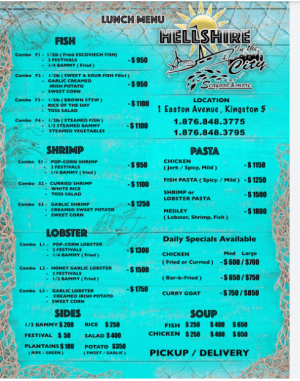 LUNCH MENU
HELLSHIRE
in the
City
Seafood & more
LOCATION
1 Easton Avenue, Kingston 5
1.876.848.3775
1.876.848.3795
FISH
Combo F1 - 1/2lb ( Fried Escoviech FISH)
- 2 FESTIVALS
- 1/4 BAMMY ( Fried )
- $ 950
Combo F2 - 1/2lb ( SWEET & SOUR FISH Fillet )
- GARLIC CREAMED
IRISH POTATO
- SWEET CORN
- $ 950
Combo F3 - 1/2lb ( BROWN STEW )
- RICE OF THE DAY
- TOSS SALAD
- $ 1100
Combo F4 - 1/2lb ( STEAMED FISH )
- 1/2 STEAMED BAMMY
- STEAMED VEGETABLES
- $ 1100
SHRIMP
Combo S1 - POP-CORN SHRIMP
- 2 FESTIVALS
- 1/4 BAMMY ( Fried )
- $ 950
Combo S2 - CURRIED SHRIMP
- WHITE RICE
- TOSS SALAD
- $ 1100
Combo S3 - GARLIC SHRIMP
- CREAMED SWEET POTATO
- SWEET CORN
- $ 1250
LOBSTER
Combo L1 - POP-CORN LOBSTER
- 2 FESTIVALS
- 1/4 BAMMY ( Fried )
- $ 1300
Combo L2 - HONEY GARLIC LOBSTER
- 2 FESTIVALS
- 1/2 BAMMY ( Fried )
- $ 1500
Combo L3 - GARLIC LOBSTER
- CREAMED IRISH POTATO
- SWEET CORN
- $ 1750
SIDES
1/2 BAMMY $ 200 RICE $ 250
FESTIVAL $ 50 SALAD $ 400
PLANTAINS $ 100 POTATO $350
( RIPE / GREEN ) ( SWEET / GARLIC )
PASTA
CHICKEN
( Jerk / Spicy, Mild )
- $ 1150
FISH PASTA ( Spicy, / Mild ) - $ 1250
SHRIMP or
LOBSTER PASTA
- $ 1500
MEDLEY
( Lobster, Shrimp, Fish )
- $ 1800
Daily Specials Available
CHICKEN Med Large
( Fried or Curried ) - $ 600 / $700
( Bar-b-Fried ) - $ 650 / $750
CURRY GOAT - $ 750 / $850
SOUP
FISH $ 250 $ 400 $ 650
CHICKEN $ 250 $ 400 $ 650
PICKUP / DELIVERY